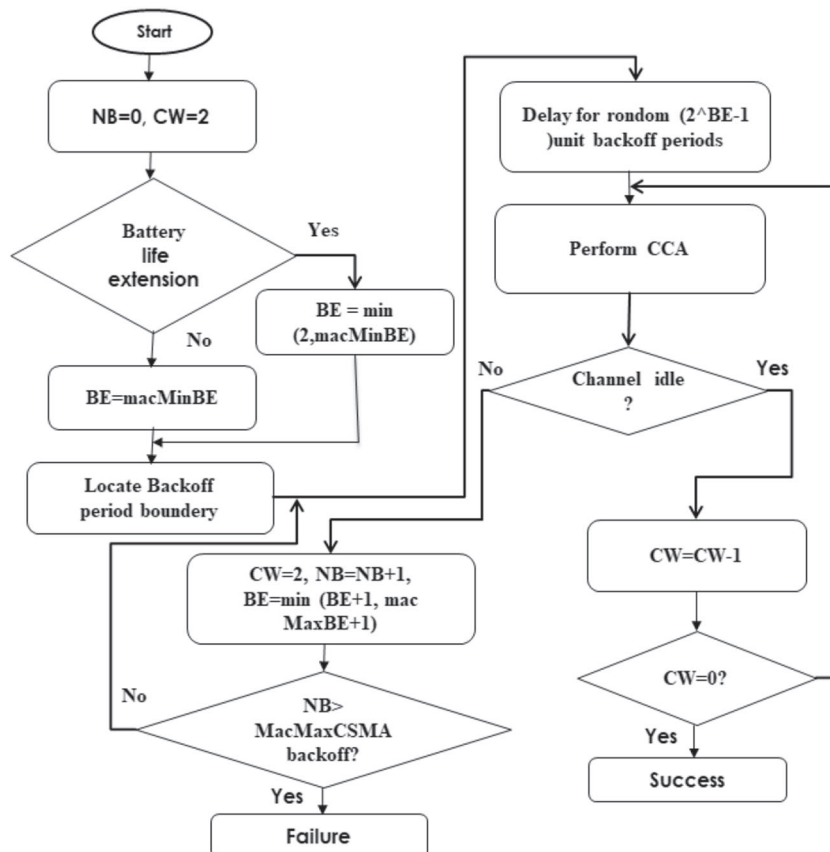 Start
NB=0, CW=2
Battery
life
extension
Yes
No
BE = min
(2,macMinBE)
BE=macMinBE
Locate Backoff
period boundery
CW=2, NB=NB+1,
BE=min (BE+1, mac
MaxBE+1)
No
NB>
MacMaxCSMA
backoff?
Yes
Failure
Delay for rondom (2^BE-1
)unit backoff periods
Perform CCA
No
Channel idle
?
Yes
CW=CW-1
CW=0?
Yes
Success